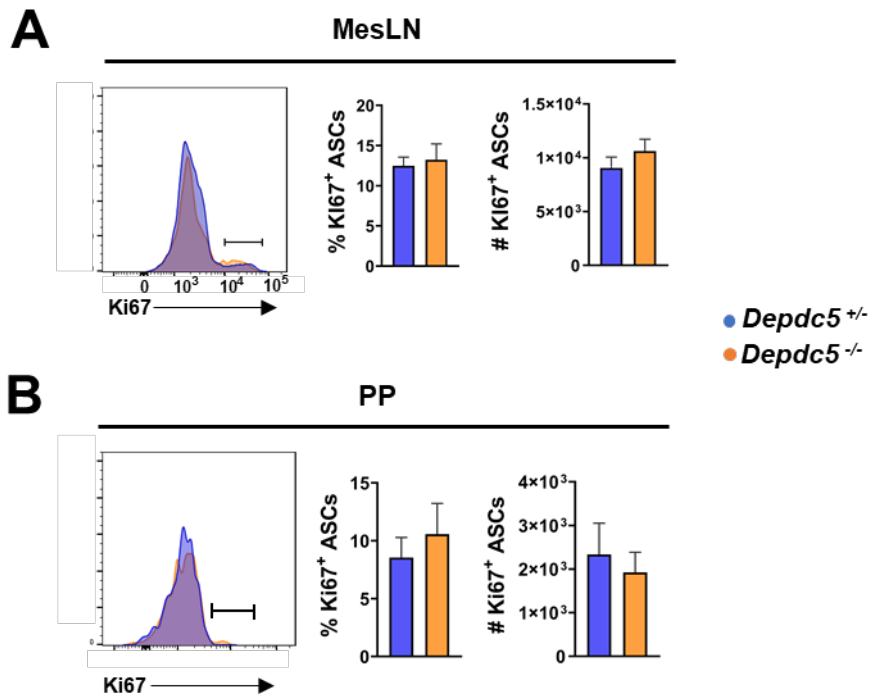 A
MesLN
% KI67+ ASCs
20
15
10
5
0
# KI67+ ASCs
1.5×10⁴
1×10⁴
5×10³
0
0 10³ 10⁴ 10⁵
Ki67
Depdc5 +/-
Depdc5 -/-
B
PP
% Ki67+ ASCs
15
10
5
0
# Ki67+ ASCs
4×10³
3×10³
2×10³
1×10³
0
0
Ki67